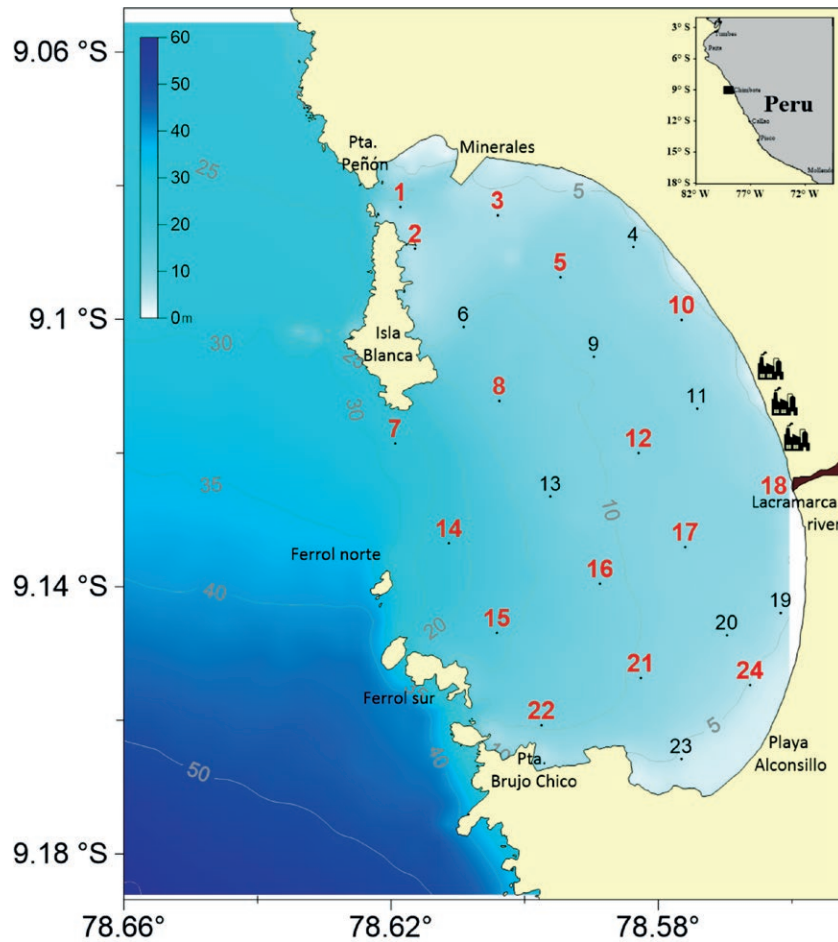 9.06 °S
9.1 °S
9.14 °S
9.18 °S
78.66°
78.62°
78.58°
60
50
40
30
20
10
0m
3° S
6° S
9° S
12° S
15° S
18° S
82° W
77° W
72° W
Tumbes
Paita
Chimbote
Callao
Pisco
Mollendo
Peru
Pta.
Peñón
Minerales
25
5
1
3
2
4
5
10
6
9
30
Isla
Blanca
25
30
8
11
7
12
18
35
13
10
Lacramarca
river
14
17
Ferrol norte
16
40
19
15
20
20
21
24
Ferrol sur
22
5
23
10
40
Pta.
Brujo Chico
Playa
Alconsillo
50